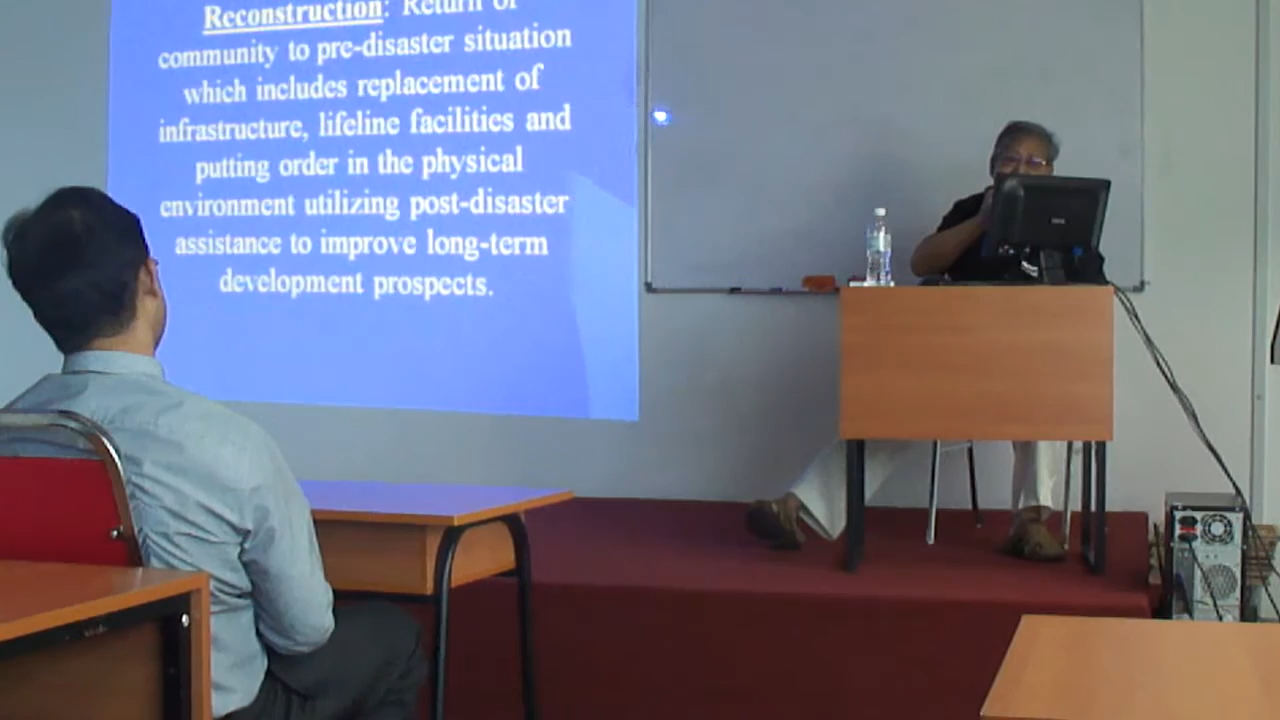 Reconstruction: Return of
community to pre-disaster situation
which includes replacement of
infrastructure, lifeline facilities and
putting order in the physical
environment utilizing post-disaster
assistance to improve long-term
development prospects.